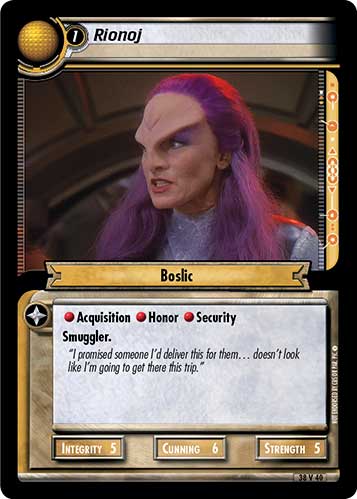 1 Rionoj
Boslic
Acquisition Honor Security
Smuggler.
"I promised someone I'd deliver this for them... doesn't look
like I'm going to get there this trip."
INTEGRITY 5 CUNNING 6 STRENGTH 5
38 V 40